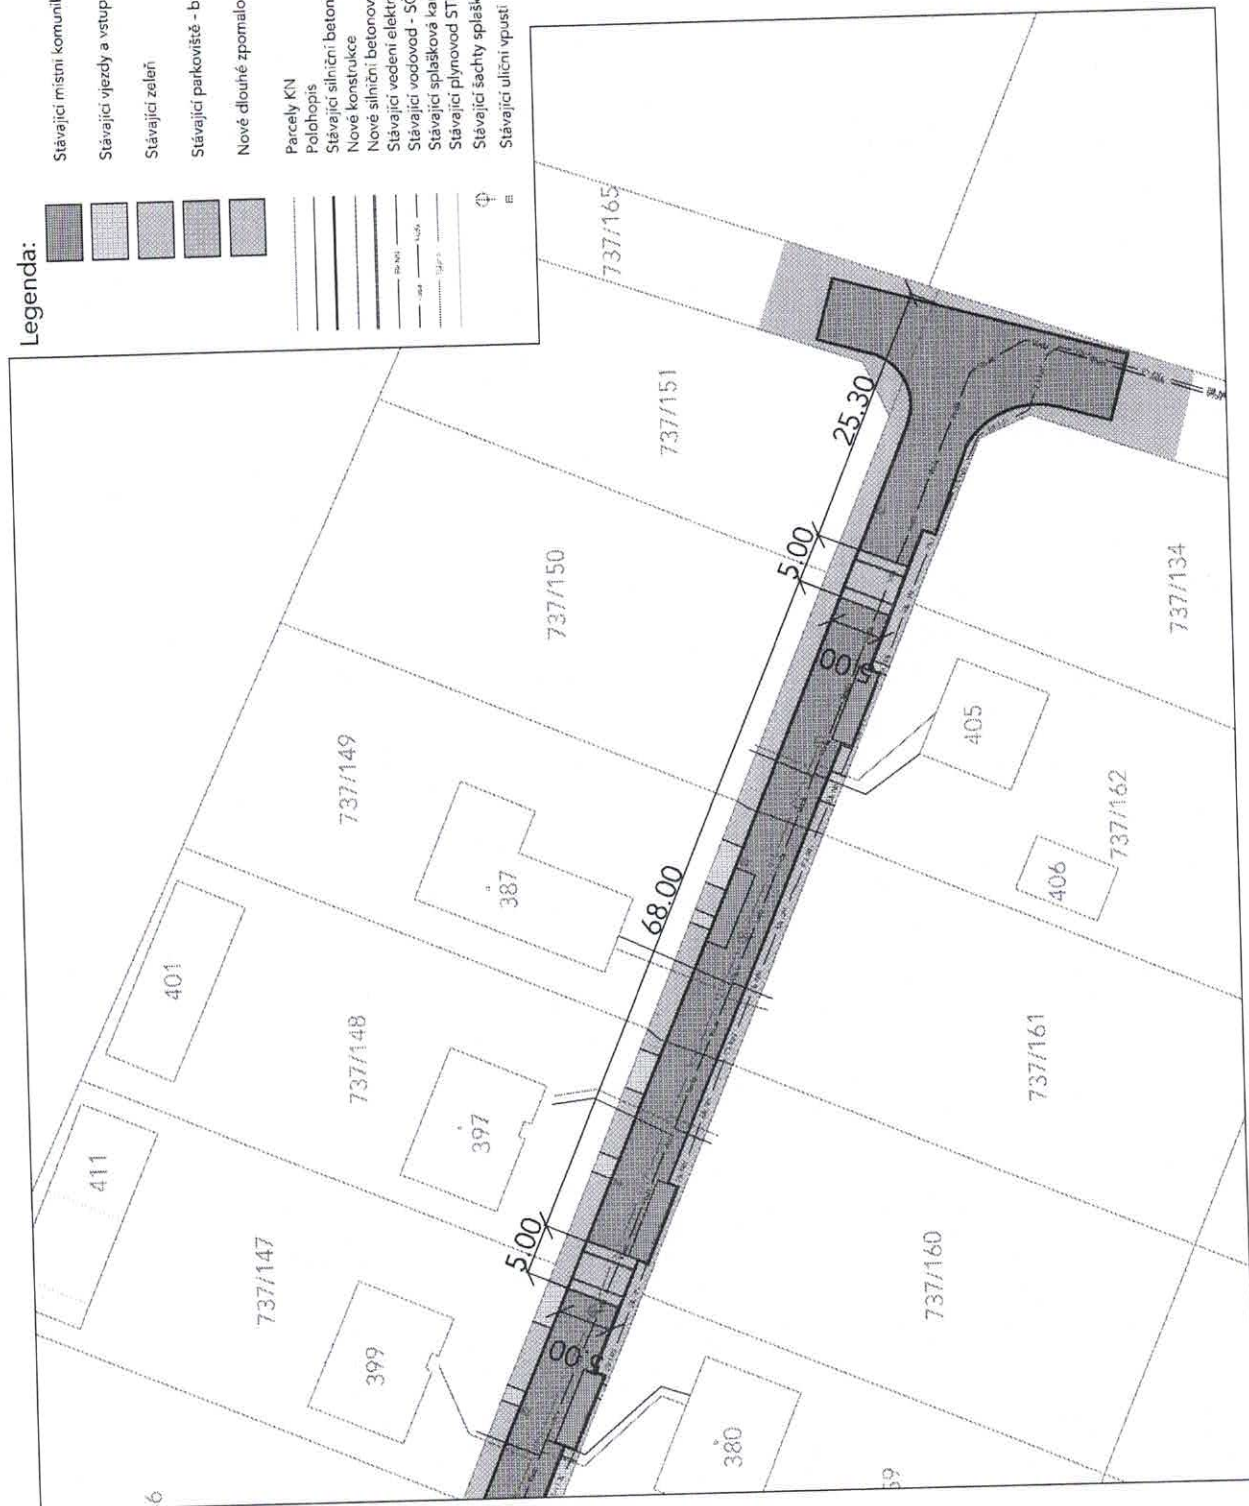 Legenda:
Stávající místní komunik
Stávající vjezdy a vstup
Stávající zeleň
Stávající parkoviště - b
Nové dlouhé zpomalo
Parcely KN
Polohopis
Stávající silniční beton
Nové konstrukce
Nové silniční betonov
Stávající vedení elektr
Stávající vodovod - SO
Stávající splašková ka
Stávající plynovod ST
Stávající šachty splašk
Stávající uliční vpusti
737/165
737/151
25.30
5.00
737/150
737/134
5.00
737/149
405
387
68.00
737/162
406
401
737/148
737/161
397
411
5.00
737/147
737/160
399
5.00
380